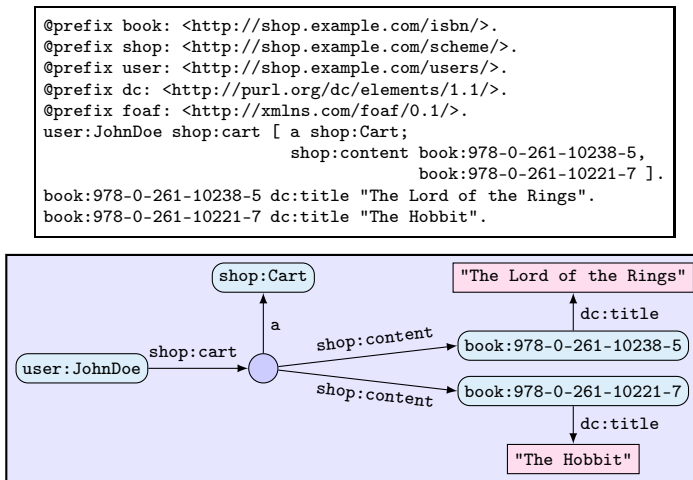 @prefix book: <http://shop.example.com/isbn/>.
@prefix shop: <http://shop.example.com/scheme/>.
@prefix user: <http://shop.example.com/users/>.
@prefix dc: <http://purl.org/dc/elements/1.1/>.
@prefix foaf: <http://xmlns.com/foaf/0.1/>.
user:JohnDoe shop:cart [ a shop:Cart;
shop:content book:978-0-261-10238-5,
book:978-0-261-10221-7 ].
book:978-0-261-10238-5 dc:title "The Lord of the Rings".
book:978-0-261-10221-7 dc:title "The Hobbit".
shop:Cart
"The Lord of the Rings"
a
dc:title
user:JohnDoe
shop:cart
shop:content
book:978-0-261-10238-5
shop:content
book:978-0-261-10221-7
dc:title
"The Hobbit"